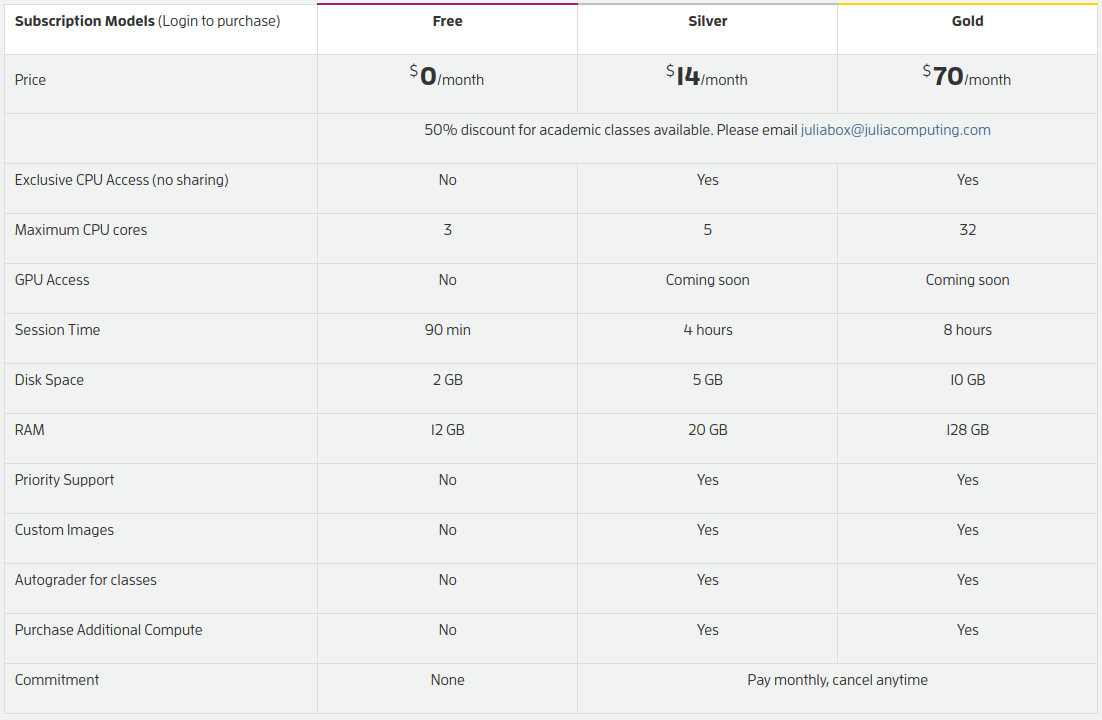 Subscription Models (Login to purchase) Free Silver Gold
Price $0/month $14/month $70/month
50% discount for academic classes available. Please email juliabox@juliacomputing.com
Exclusive CPU Access (no sharing) No Yes Yes
Maximum CPU cores 3 5 32
GPU Access No Coming soon Coming soon
Session Time 90 min 4 hours 8 hours
Disk Space 2 GB 5 GB 10 GB
RAM 12 GB 20 GB 128 GB
Priority Support No Yes Yes
Custom Images No Yes Yes
Autograder for classes No Yes Yes
Purchase Additional Compute No Yes Yes
Commitment None Pay monthly, cancel anytime